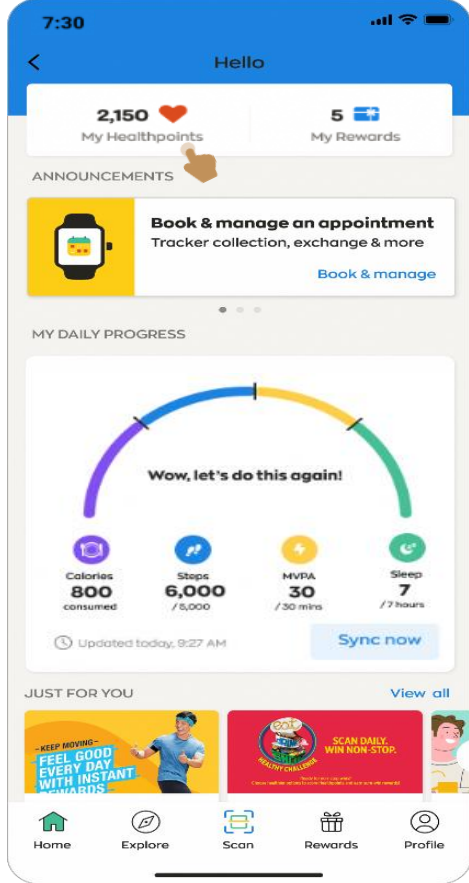 7:30
Hello
2,150
5
My Healthpoints
My Rewards
ANNOUNCEMENTS
Book & manage an appointment
Tracker collection, exchange & more
Book & manage
MY DAILY PROGRESS
Wow, let's do this again!
Calories
Steps
MVPA
Sleep
800
6,000
30
7
consumed
/5,000
/30 mins
/7 hours
Updated today, 9:27 AM
Sync now
JUST FOR YOU
View all
- KEEP MOVING -
FEEL GOOD
EVERY DAY
WITH INSTANT
REWARDS
HEALTHY CHALLENGE
SCAN DAILY.
WIN NON-STOP.
Home
Explore
Scan
Rewards
Profile